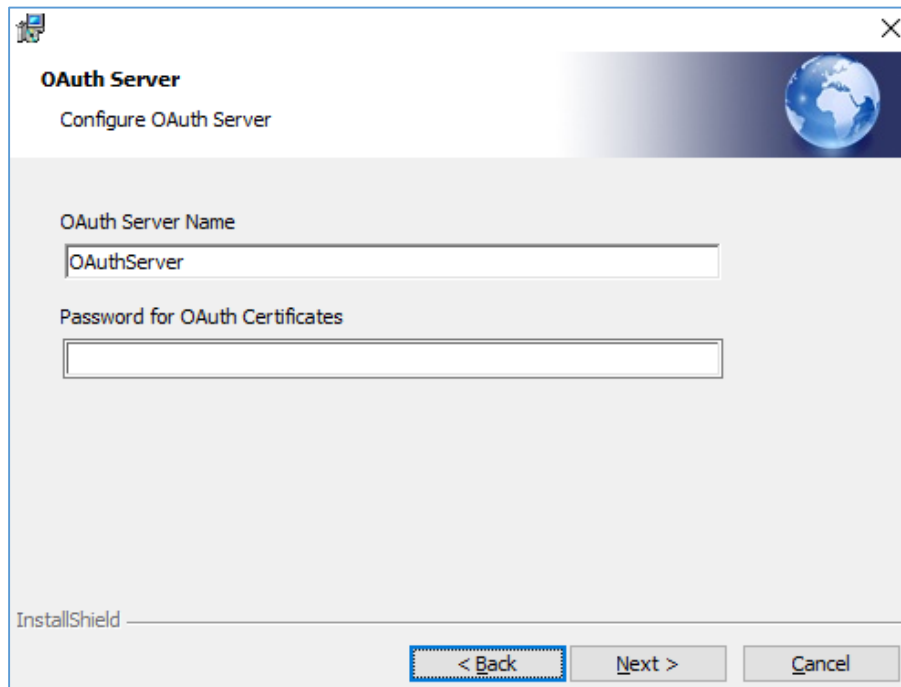 OAuth Server
Configure OAuth Server
OAuth Server Name
OAuthServer
Password for OAuth Certificates
InstallShield
< Back
Next >
Cancel